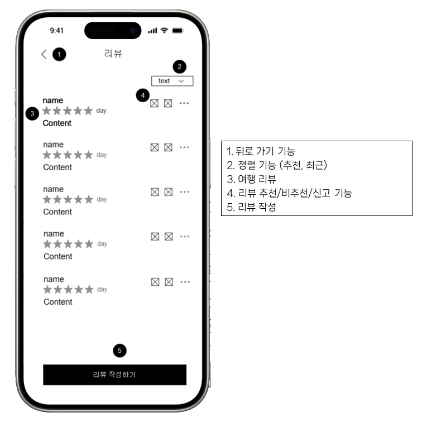 9:41
1
리뷰
2
text
4
name
3
day
Content
name
day
Content
name
day
Content
name
day
Content
name
day
Content
5
리뷰 작성하기
1. 뒤로 가기 기능
2. 정렬 기능 (추천, 최근)
3. 여행 리뷰
4. 리뷰 추천/비추천/신고 기능
5. 리뷰 작성